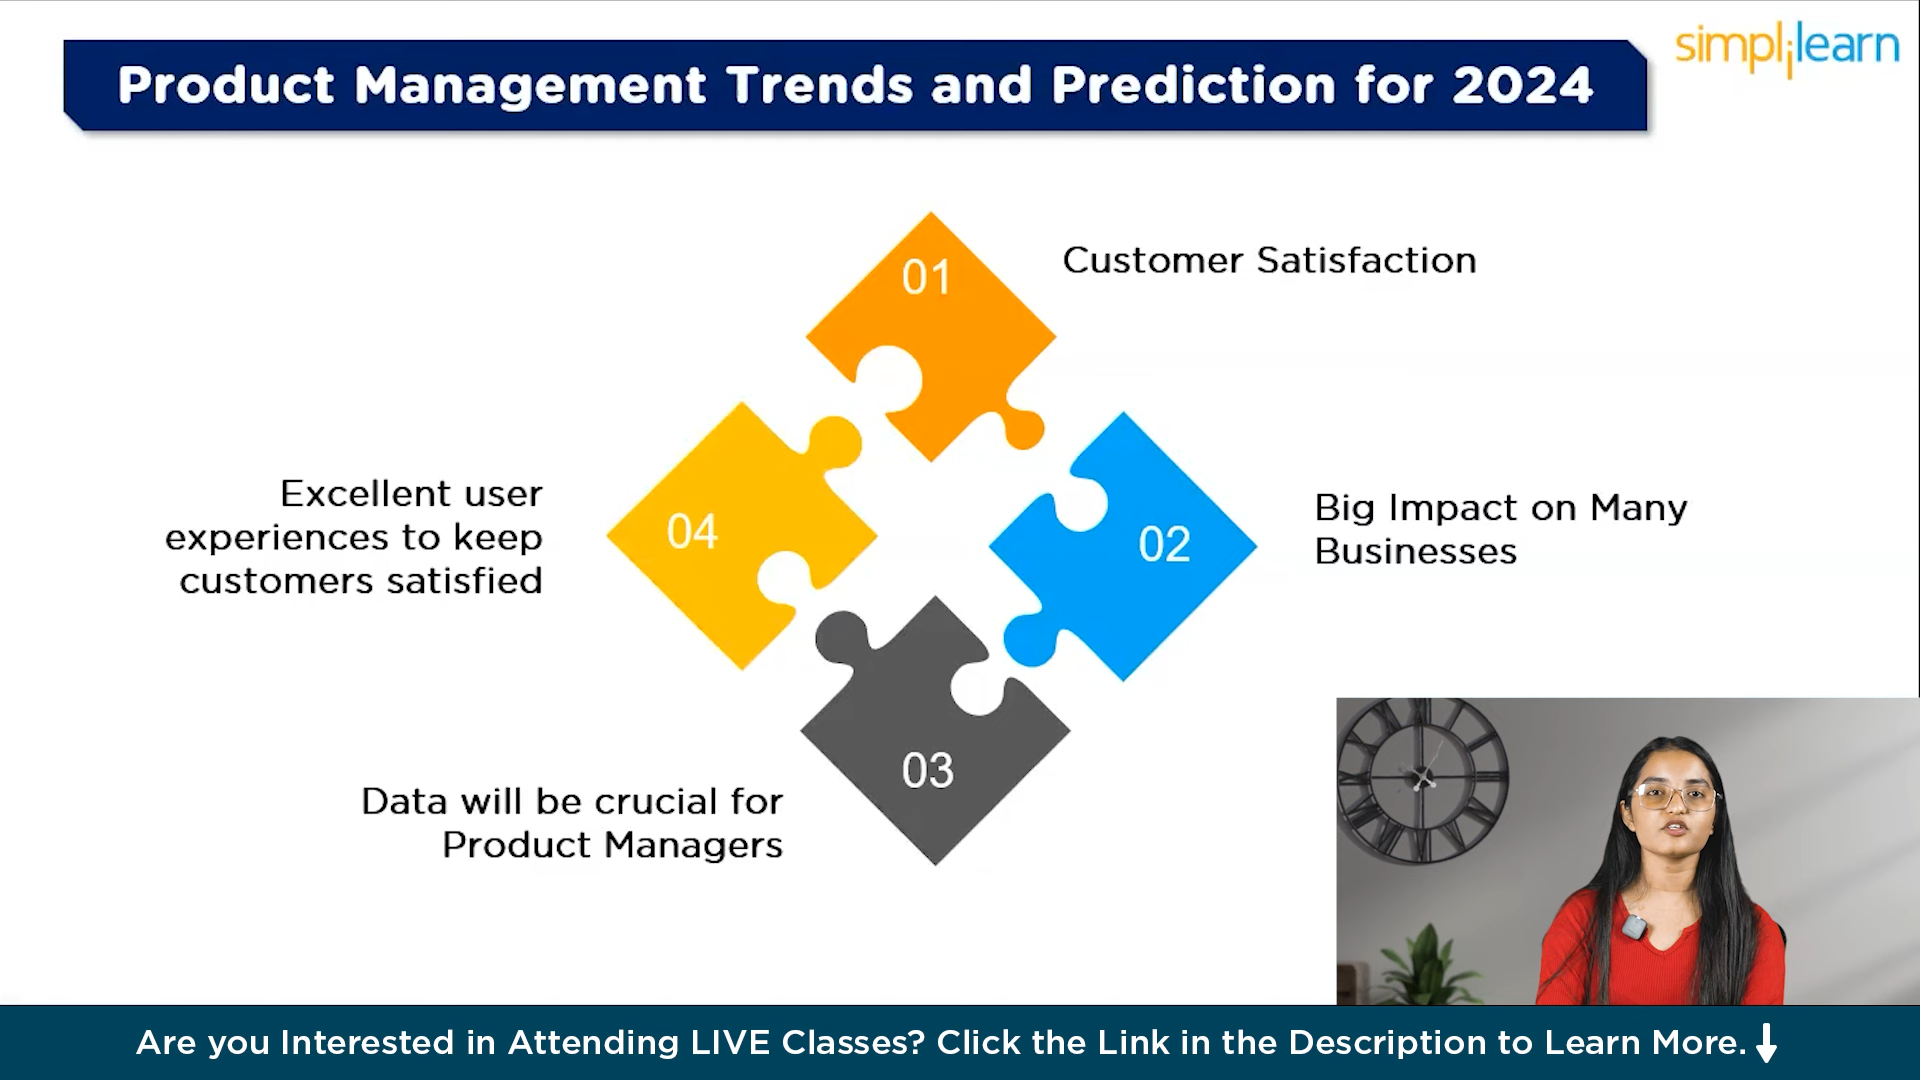 simplilearn
Product Management Trends and Prediction for 2024
01
Customer Satisfaction
02
Big Impact on Many
Businesses
03
Data will be crucial for
Product Managers
04
Excellent user
experiences to keep
customers satisfied
Are you Interested in Attending LIVE Classes? Click the Link in the Description to Learn More.